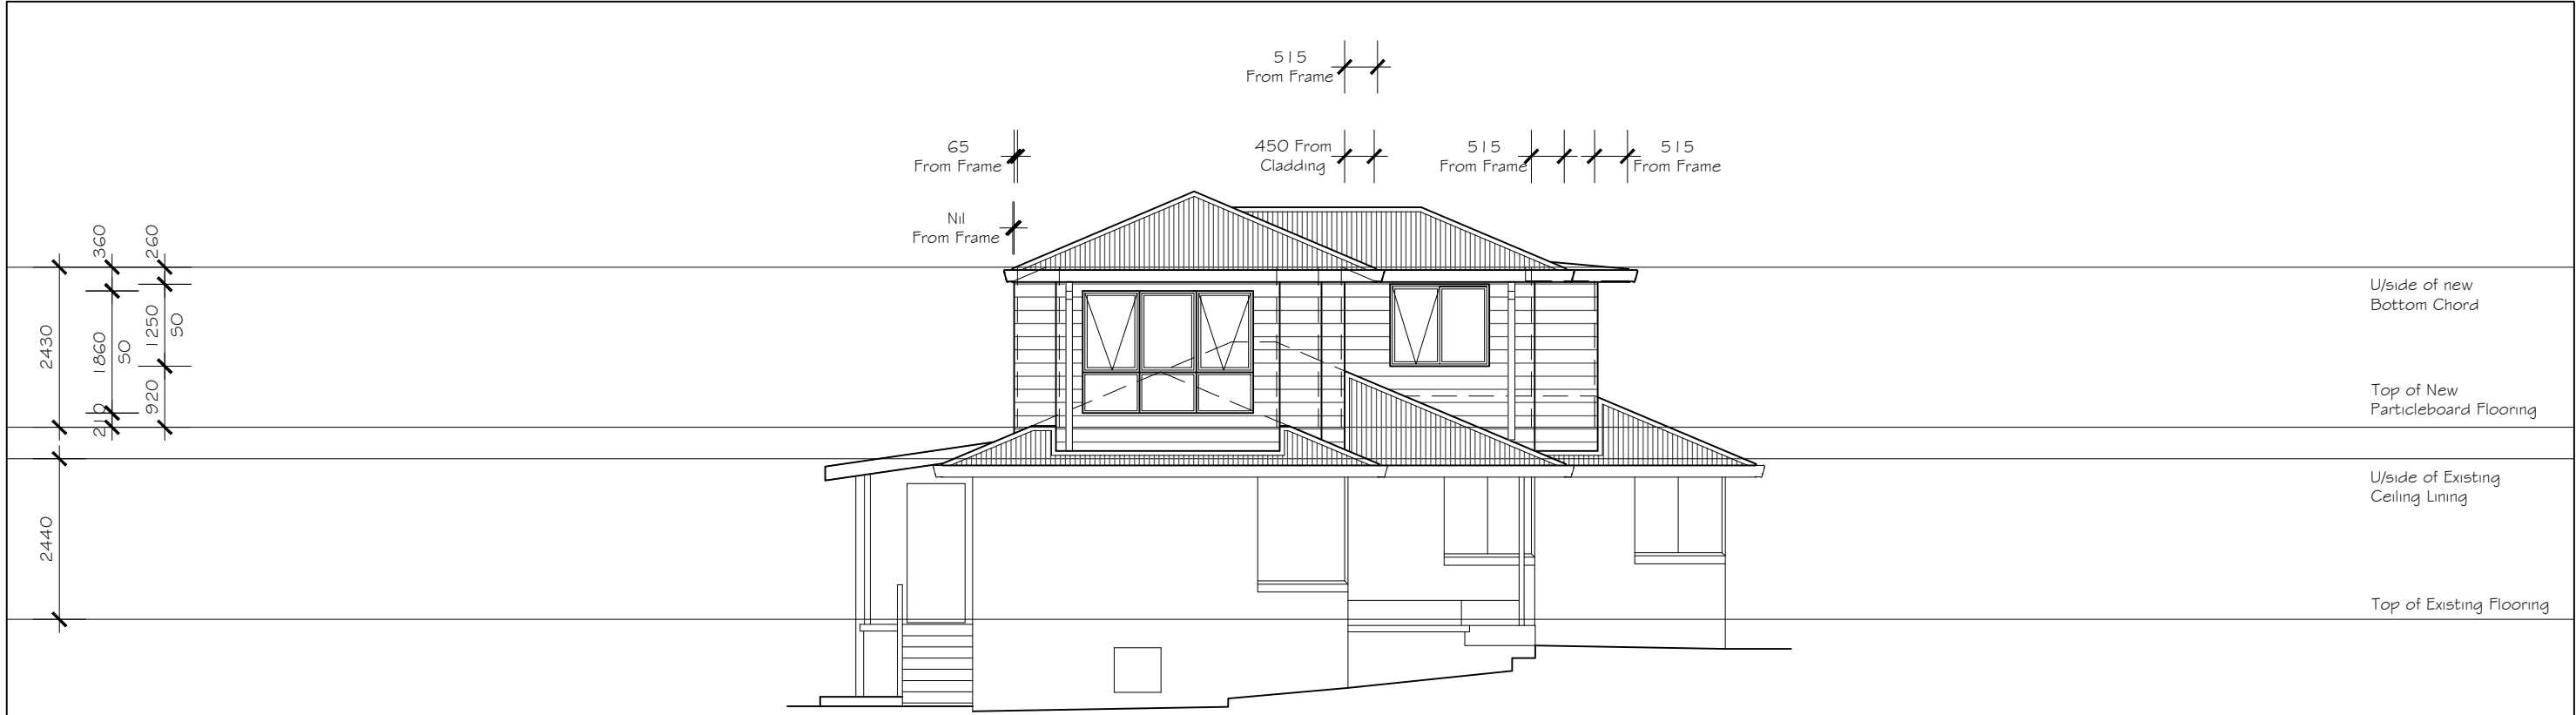 515
From Frame
65
From Frame
450 From
Cladding
515
From Frame
515
From Frame
Nil
From Frame
360
260
2430
1860
50
1250
50
210
920
U/side of new
Bottom Chord
Top of New
Particleboard Flooring
U/side of Existing
Ceiling Lining
2440
Top of Existing Flooring